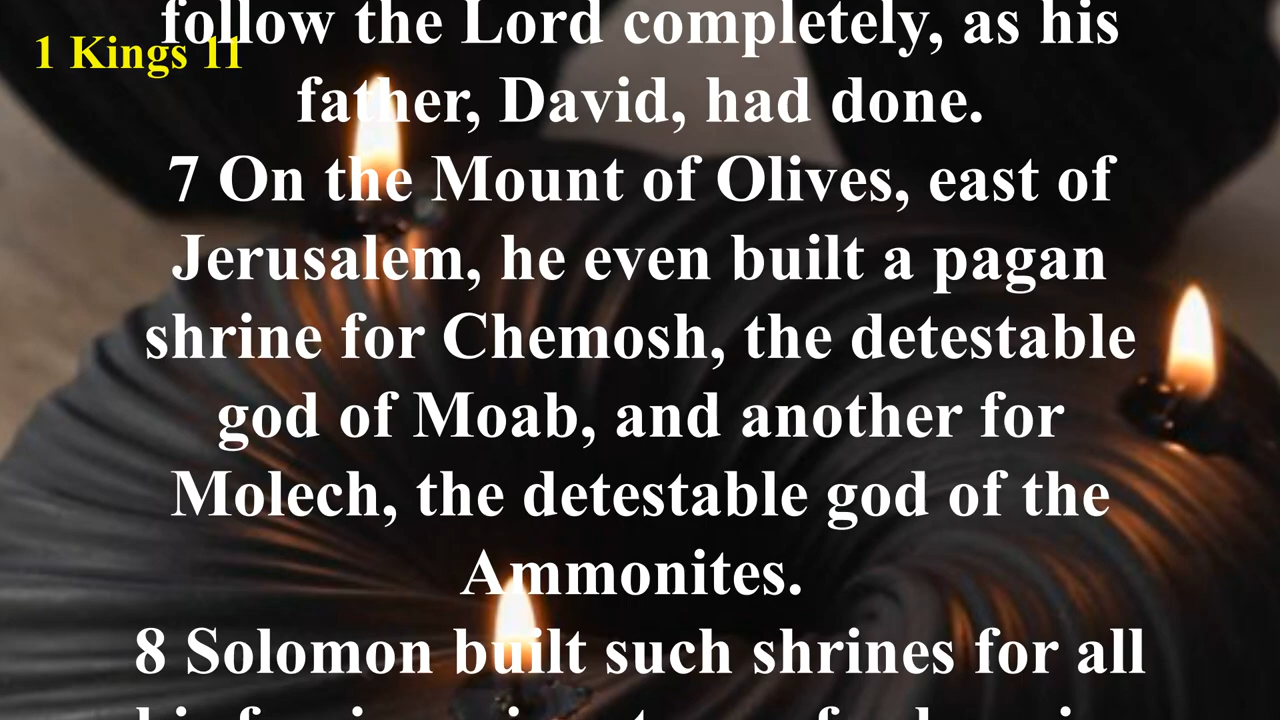 1 Kings 11
follow the Lord completely, as his
father, David, had done.
7 On the Mount of Olives, east of
Jerusalem, he even built a pagan
shrine for Chemosh, the detestable
god of Moab, and another for
Molech, the detestable god of the
Ammonites.
8 Solomon built such shrines for all